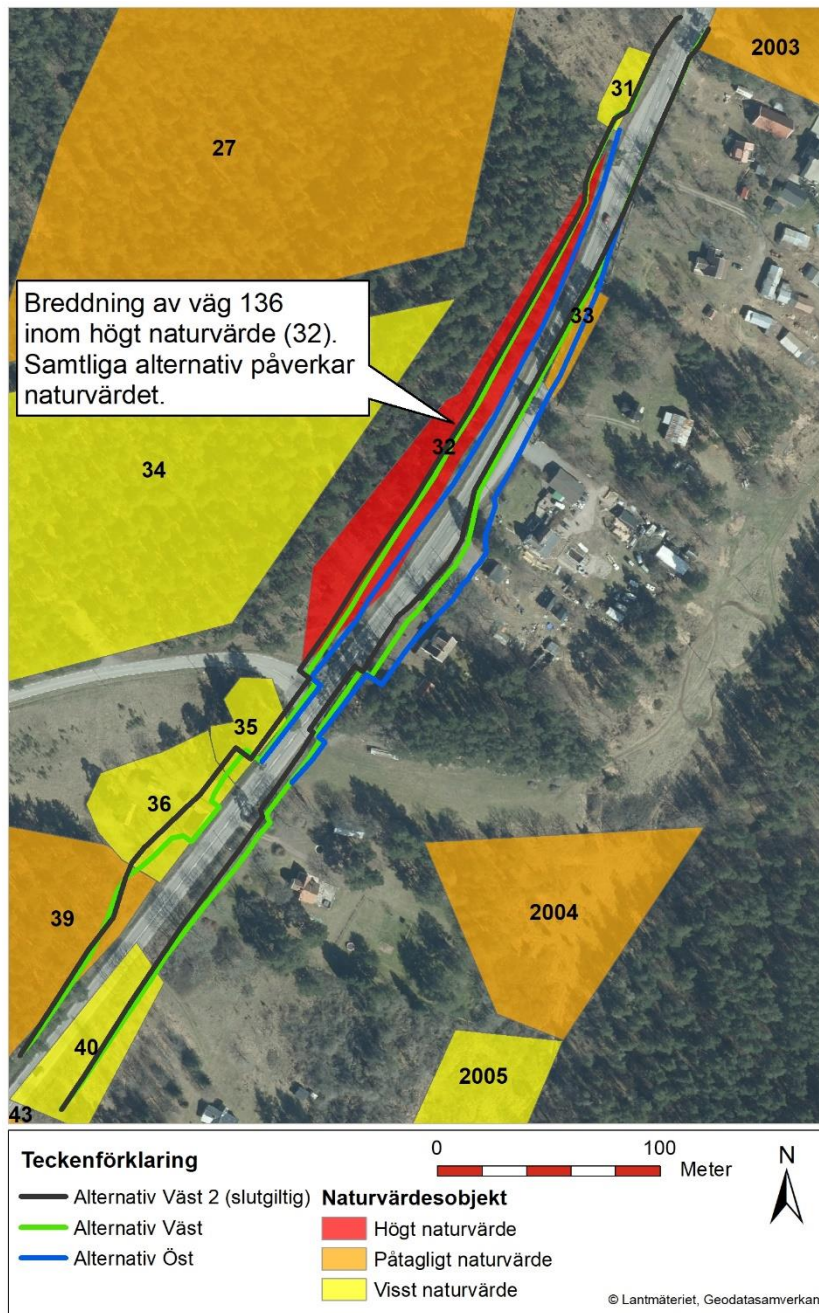 2003
31
27
33
Breddning av väg 136
inom högt naturvärde (32).
Samtliga alternativ påverkar
naturvärdet.
32
34
35
36
39
2004
40
2005
43
Teckenförklaring
Alternativ Väst 2 (slutgiltig)
Alternativ Väst
Alternativ Öst
Naturvärdesobjekt
Högt naturvärde
Påtagligt naturvärde
Visst naturvärde
0 100
Meter
N
© Lantmäteriet, Geodatasamverkan